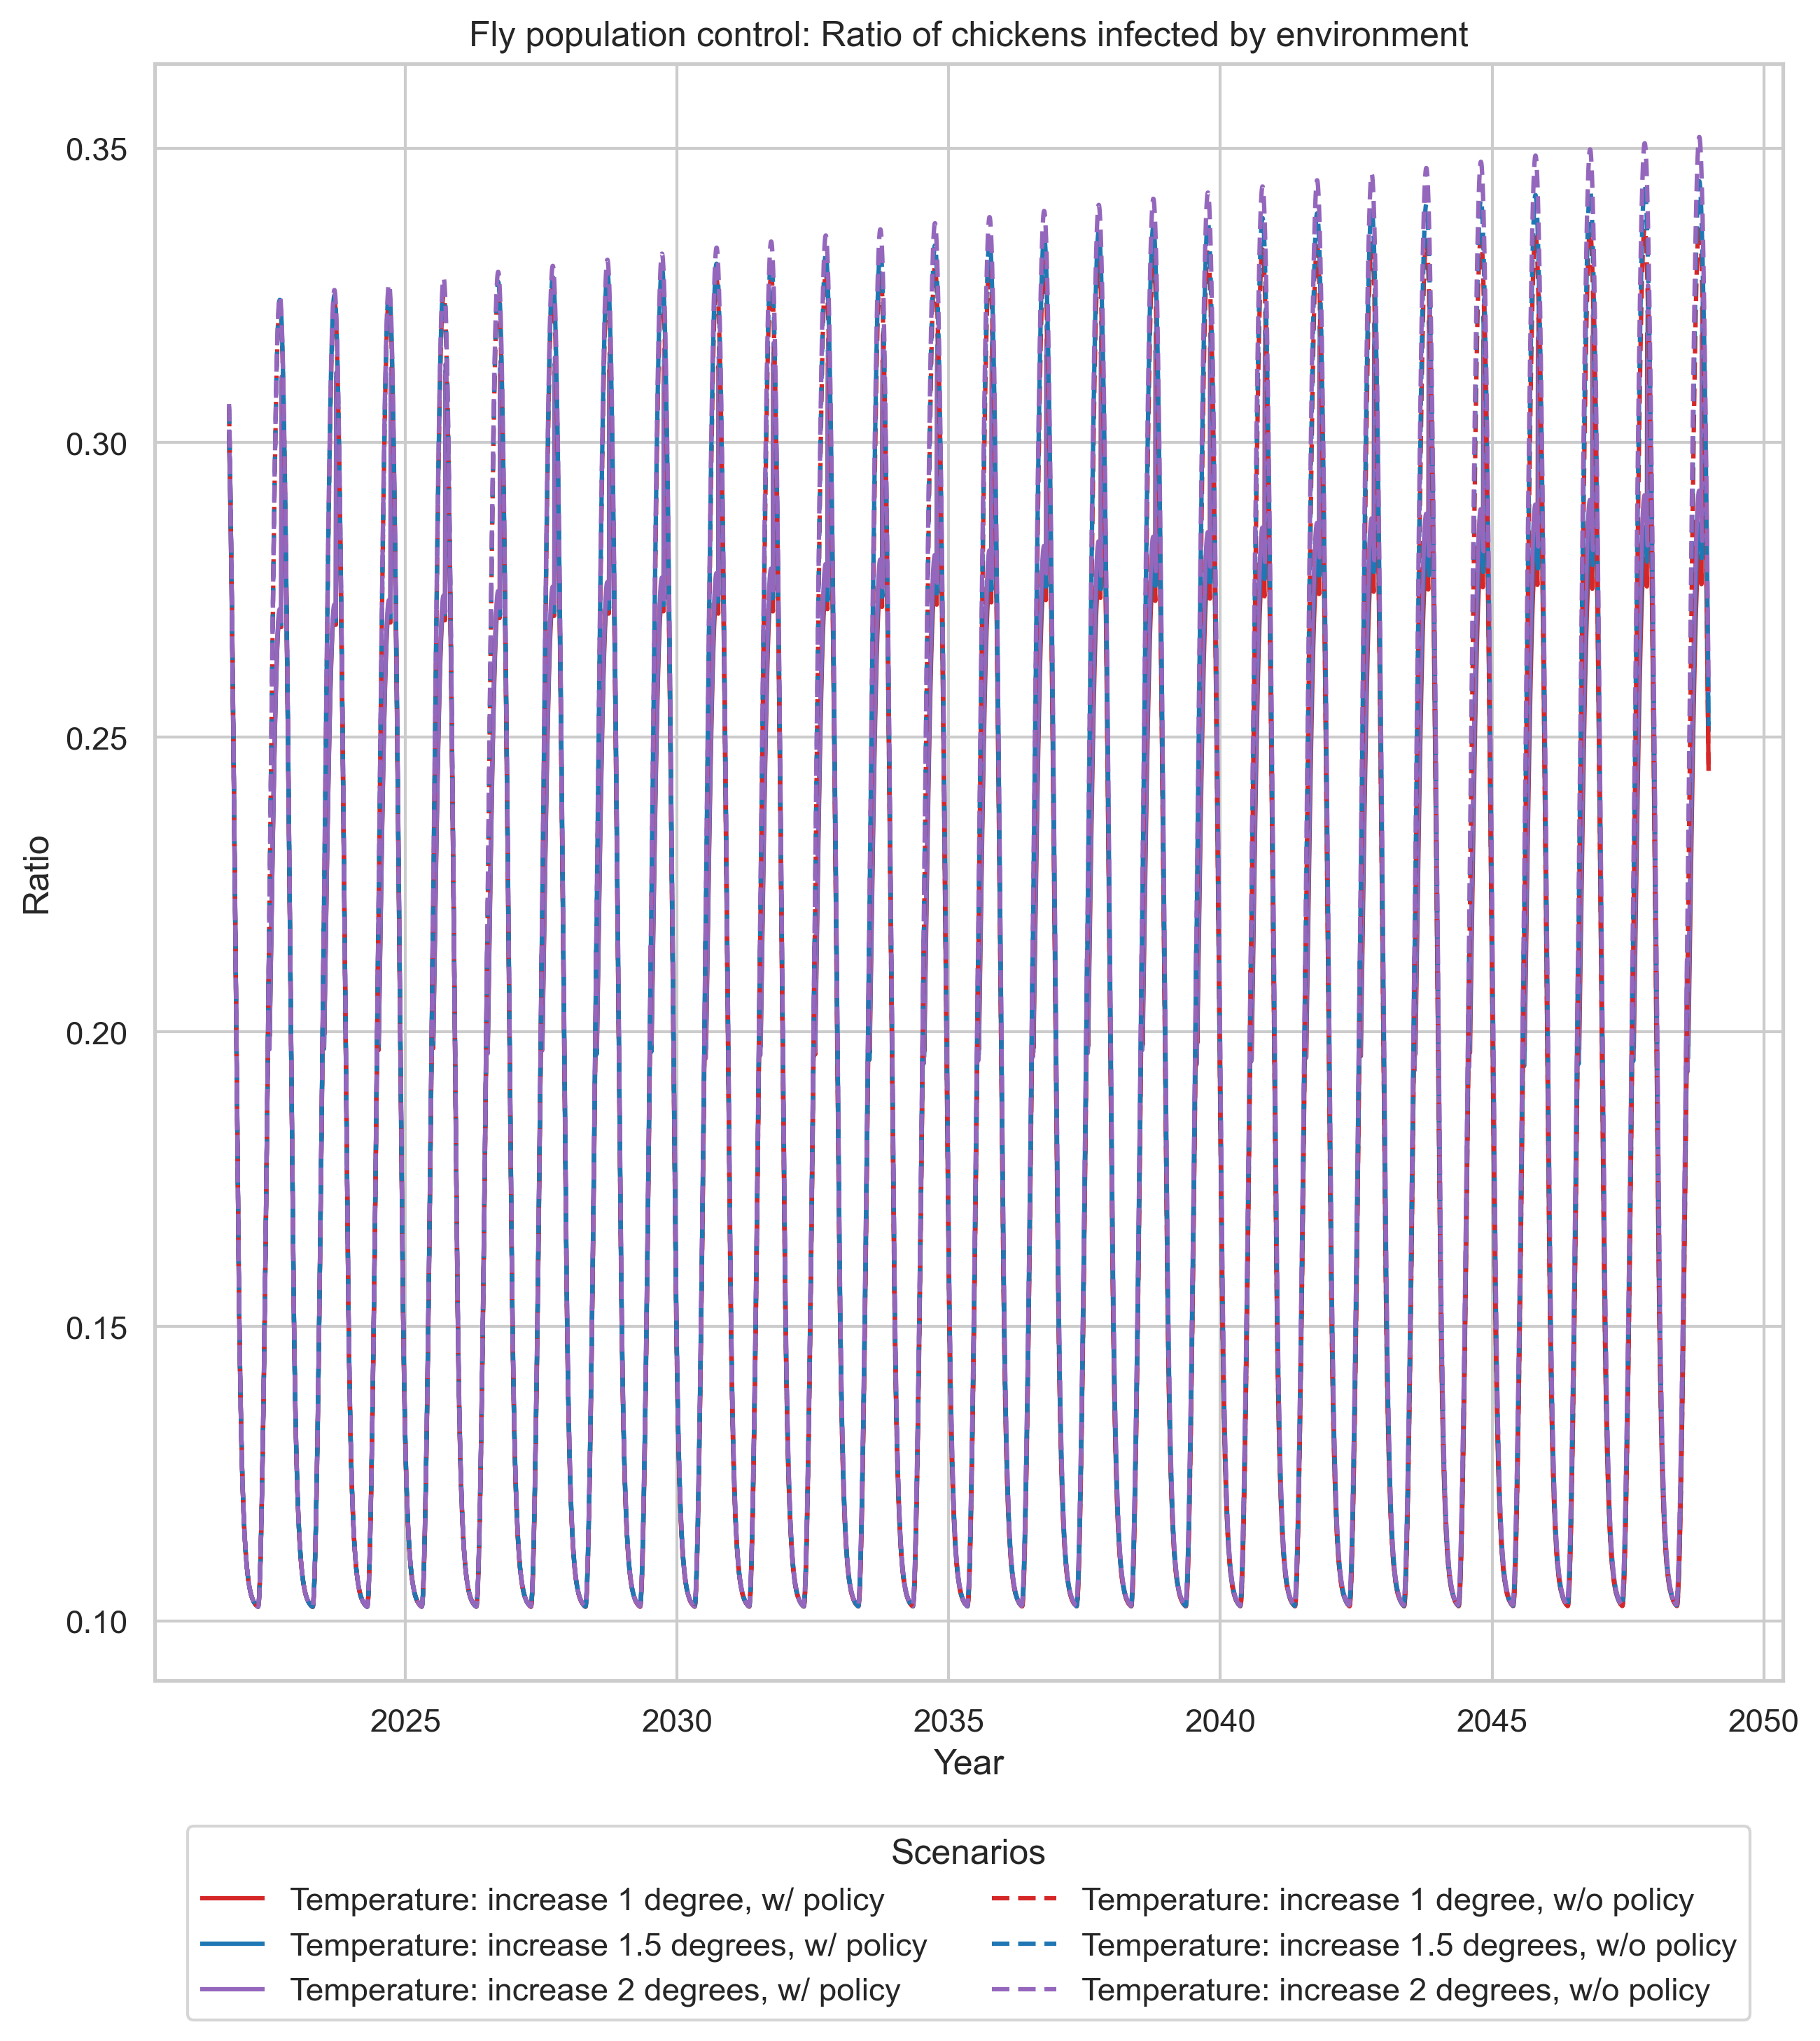 Fly population control: Ratio of chickens infected by environment
0.35
0.30
0.25
0.20
0.15
0.10
Ratio
2025 2030 2035 2040 2045 2050
Year
Scenarios
Temperature: increase 1 degree, w/ policy
Temperature: increase 1.5 degrees, w/ policy
Temperature: increase 2 degrees, w/ policy
Temperature: increase 1 degree, w/o policy
Temperature: increase 1.5 degrees, w/o policy
Temperature: increase 2 degrees, w/o policy